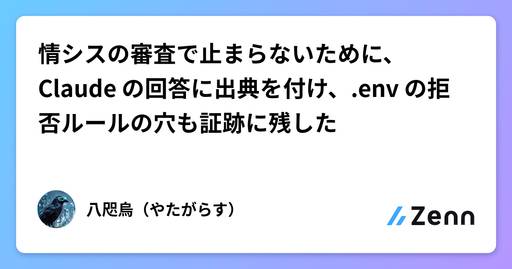 情シスの審査で止まらないために、
Claude の回答に出典を付け、.env の拒
否ルールの穴も証跡に残した
八咫烏（やたがらす）
Zenn